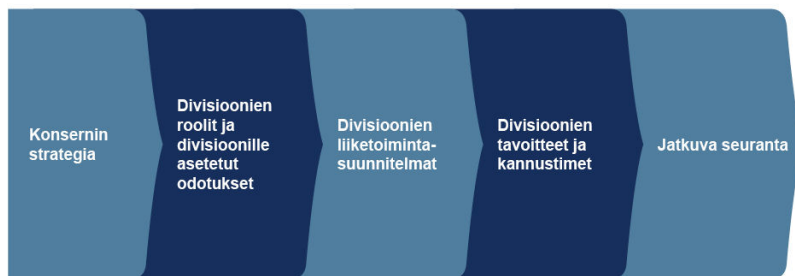 Konsernin
strategia
Divisioonien
roolit ja
divisioonille
asetetut
odotukset
Divisioonien
liiketoiminta-
suunnitelmat
Divisioonien
tavoitteet ja
kannustimet
Jatkuva seuranta